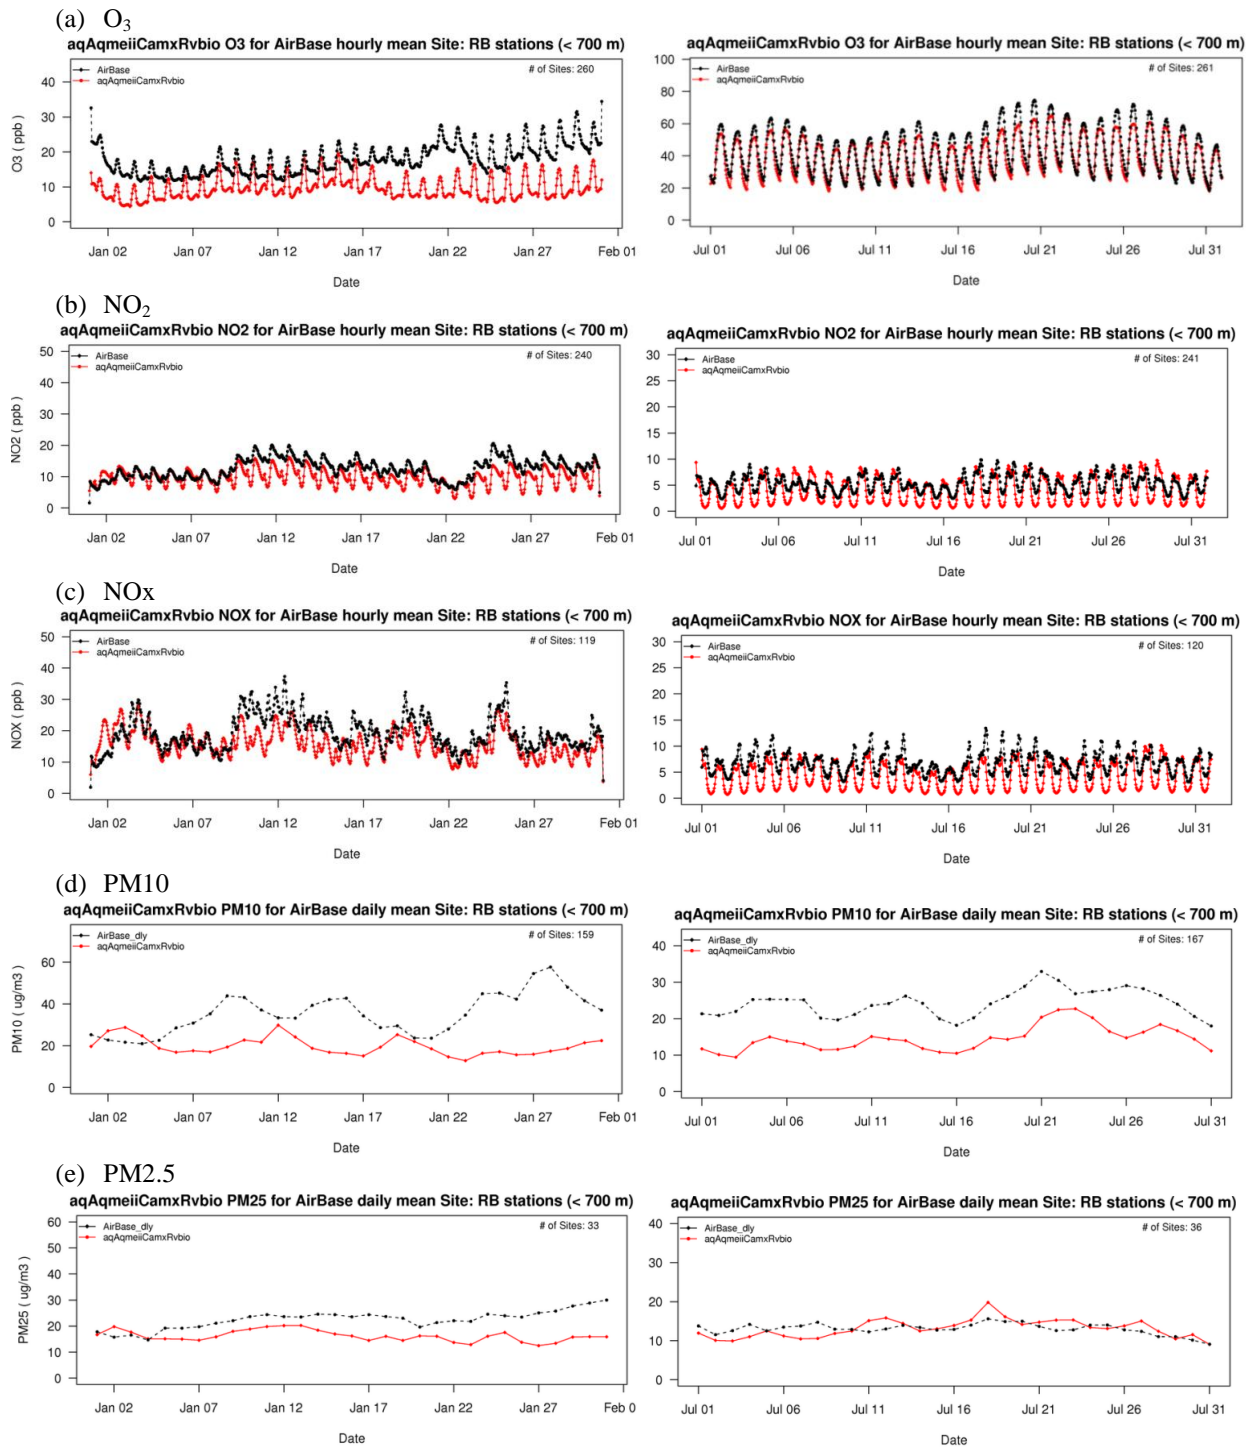 (a) O3
aqAqmeiiCamxRvbio O3 for AirBase hourly mean Site: RB stations (< 700 m)
AirBase
aqAqmeiiCamxRvbio
# of Sites: 260
O3 ( ppb )
40
30
20
10
0
Jan 02 Jan 07 Jan 12 Jan 17 Jan 22 Jan 27 Feb 01
Date
aqAqmeiiCamxRvbio O3 for AirBase hourly mean Site: RB stations (< 700 m)
AirBase
aqAqmeiiCamxRvbio
# of Sites: 261
100
80
60
40
20
0
Jul 01 Jul 06 Jul 11 Jul 16 Jul 21 Jul 26 Jul 31
Date
(b) NO2
aqAqmeiiCamxRvbio NO2 for AirBase hourly mean Site: RB stations (< 700 m)
AirBase
aqAqmeiiCamxRvbio
# of Sites: 240
NO2 ( ppb )
50
40
30
20
10
0
Jan 02 Jan 07 Jan 12 Jan 17 Jan 22 Jan 27 Feb 01
Date
aqAqmeiiCamxRvbio NO2 for AirBase hourly mean Site: RB stations (< 700 m)
AirBase
aqAqmeiiCamxRvbio
# of Sites: 241
30
25
20
15
10
5
0
Jul 01 Jul 06 Jul 11 Jul 16 Jul 21 Jul 26 Jul 31
Date
(c) NOx
aqAqmeiiCamxRvbio NOX for AirBase hourly mean Site: RB stations (< 700 m)
AirBase
aqAqmeiiCamxRvbio
# of Sites: 119
NOX ( ppb )
50
40
30
20
10
0
Jan 02 Jan 07 Jan 12 Jan 17 Jan 22 Jan 27 Feb 01
Date
aqAqmeiiCamxRvbio NOX for AirBase hourly mean Site: RB stations (< 700 m)
AirBase
aqAqmeiiCamxRvbio
# of Sites: 120
30
25
20
15
10
5
0
Jul 01 Jul 06 Jul 11 Jul 16 Jul 21 Jul 26 Jul 31
Date
(d) PM10
aqAqmeiiCamxRvbio PM10 for AirBase daily mean Site: RB stations (< 700 m)
AirBase_dly
aqAqmeiiCamxRvbio
# of Sites: 159
PM10 ( ug/m3 )
60
40
20
0
Jan 02 Jan 07 Jan 12 Jan 17 Jan 22 Jan 27 Feb 01
Date
aqAqmeiiCamxRvbio PM10 for AirBase daily mean Site: RB stations (< 700 m)
AirBase_dly
aqAqmeiiCamxRvbio
# of Sites: 167
40
30
20
10
0
Jul 01 Jul 06 Jul 11 Jul 16 Jul 21 Jul 26 Jul 31
Date
(e) PM2.5
aqAqmeiiCamxRvbio PM25 for AirBase daily mean Site: RB stations (< 700 m)
AirBase_dly
aqAqmeiiCamxRvbio
# of Sites: 33
PM25 ( ug/m3 )
60
50
40
30
20
10
0
Jan 02 Jan 07 Jan 12 Jan 17 Jan 22 Jan 27 Feb 0
Date
aqAqmeiiCamxRvbio PM25 for AirBase daily mean Site: RB stations (< 700 m)
AirBase_dly
aqAqmeiiCamxRvbio
# of Sites: 36
40
30
20
10
0
Jul 01 Jul 06 Jul 11 Jul 16 Jul 21 Jul 26 Jul 31
Date